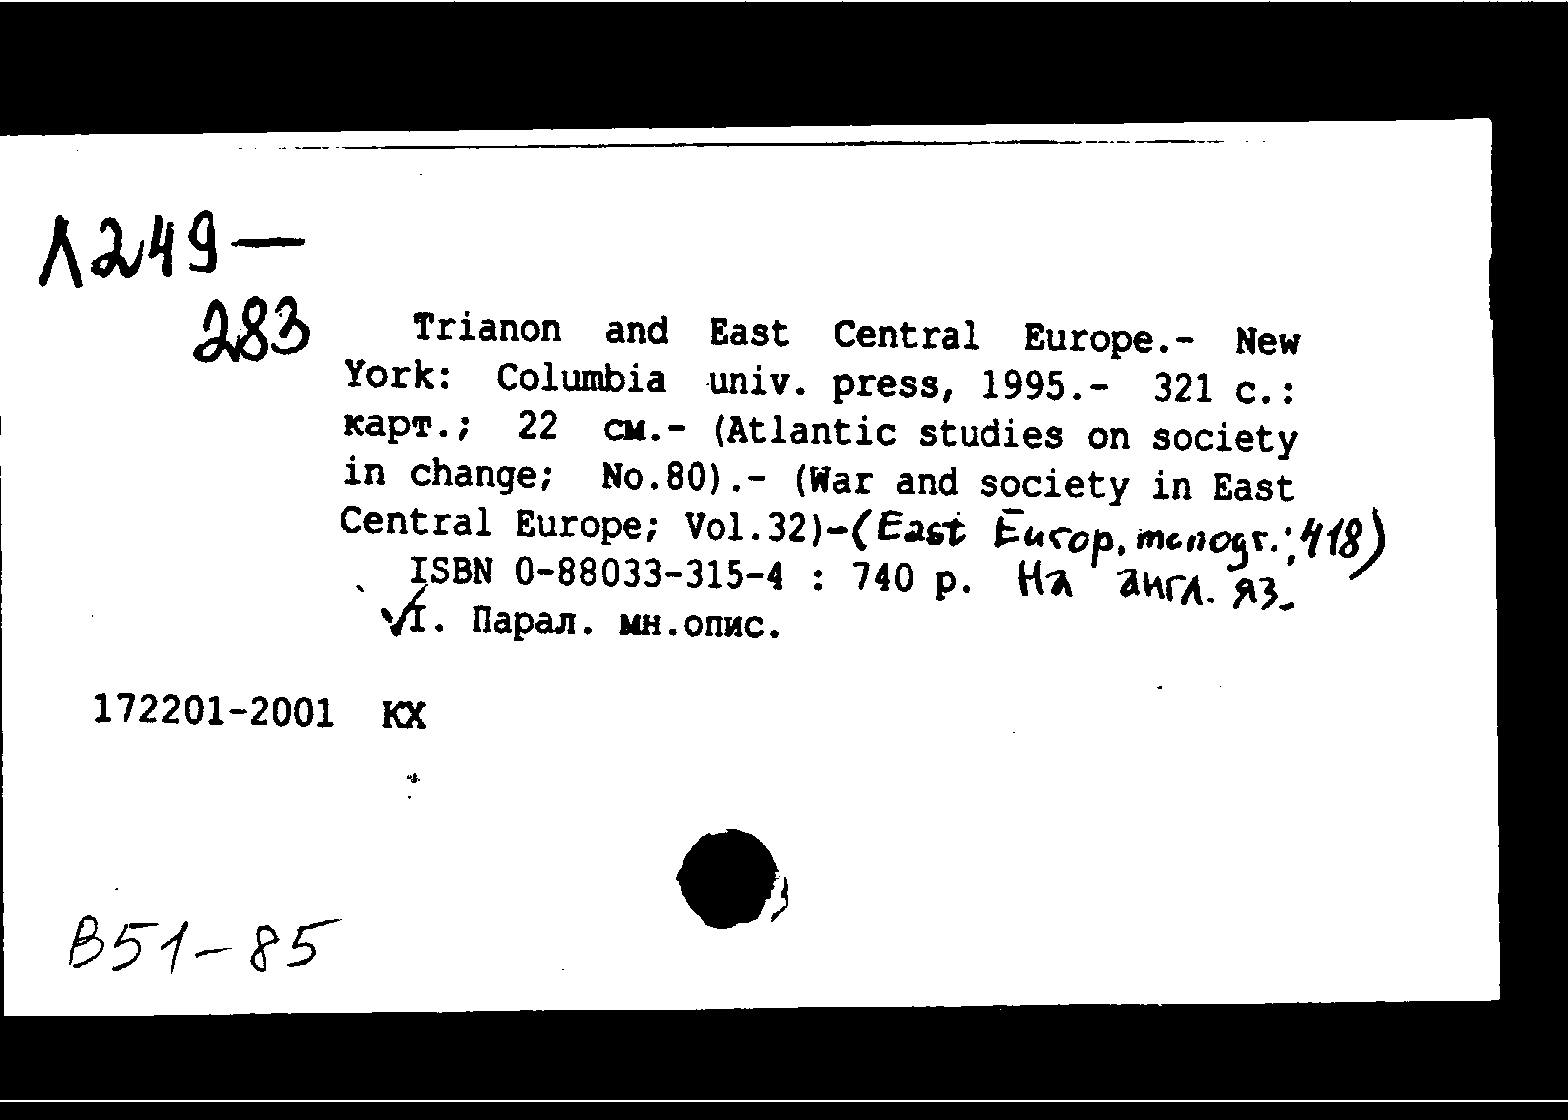 Л249—
283
Trianon and East Central Europe.- New
York: Columbia univ. press, 1995.- 321 с.:
карт.; 22 см.- (Atlantic studies on society
in change; No.80).- (War and society in East
Central Europe; Vol.32)-(East Europ. monogr.; 418)
ISBN 0-88033-315-4 : 740 р. На англ. яз.
I. Парал. мн.опис.
172201-2001 КХ
В51-85